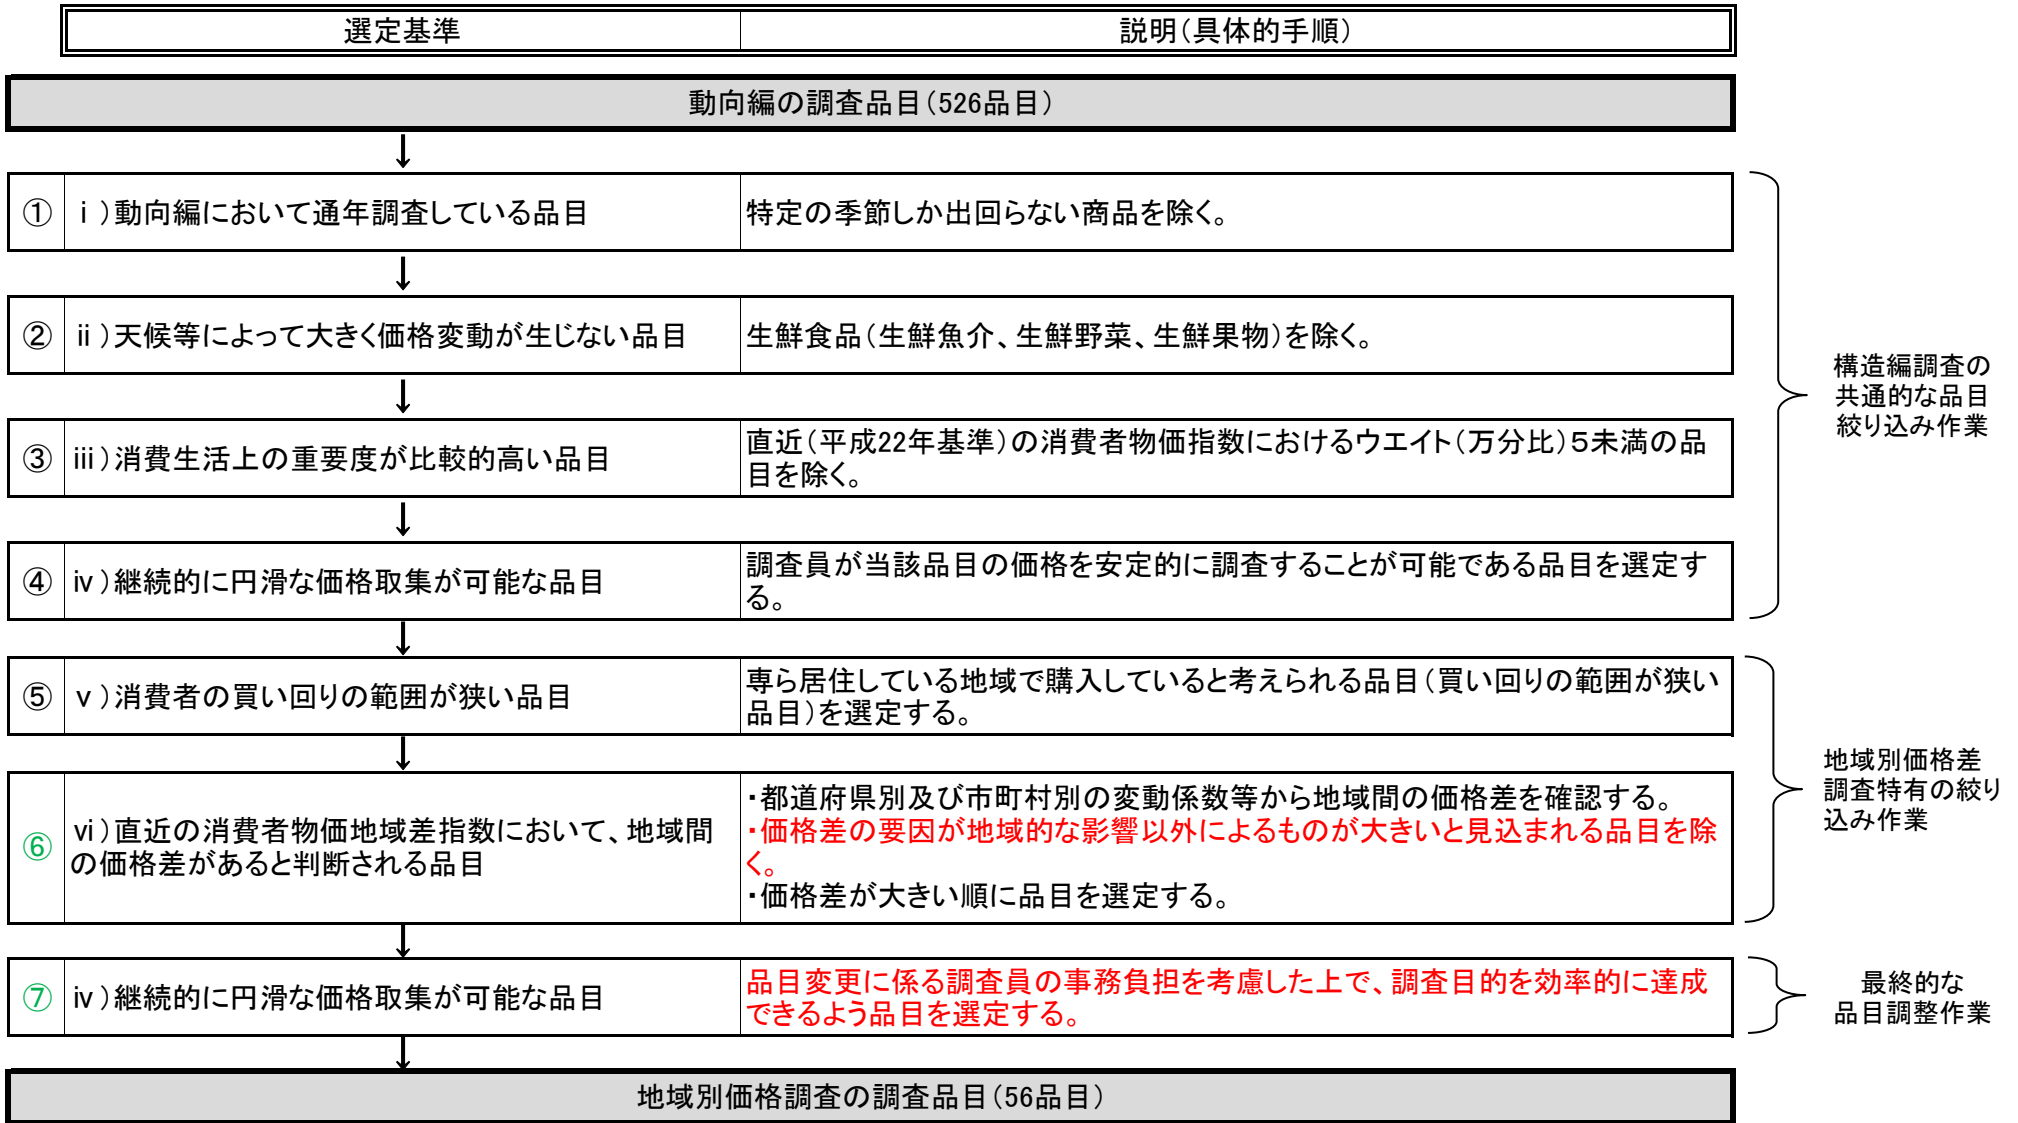 選定基準
説明（具体的手順）
動向編の調査品目（526品目）
①
ⅰ）動向編において通年調査している品目
特定の季節しか出回らない商品を除く。
②
ⅱ）天候等によって大きく価格変動が生じない品目
生鮮食品（生鮮魚介、生鮮野菜、生鮮果物）を除く。
③
ⅲ）消費生活上の重要度が比較的高い品目
直近（平成22年基準）の消費者物価指数におけるウエイト（万分比）５未満の品
目を除く。
④
ⅳ）継続的に円滑な価格取集が可能な品目
調査員が当該品目の価格を安定的に調査することが可能である品目を選定す
る。
構造編調査の
共通的な品目
絞り込み作業
⑤
ⅴ）消費者の買い回りの範囲が狭い品目
専ら居住している地域で購入していると考えられる品目（買い回りの範囲が狭い
品目）を選定する。
⑥
ⅵ）直近の消費者物価地域差指数において、地域間
の価格差があると判断される品目
・都道府県別及び市町村別の変動係数等から地域間の価格差を確認する。
・価格差の要因が地域的な影響以外によるものが大きいと見込まれる品目を除
く。
・価格差が大きい順に品目を選定する。
地域別価格差
調査特有の絞り
込み作業
⑦
ⅳ）継続的に円滑な価格取集が可能な品目
品目変更に係る調査員の事務負担を考慮した上で、調査目的を効率的に達成
できるよう品目を選定する。
最終的な
品目調整作業
地域別価格調査の調査品目（56品目）